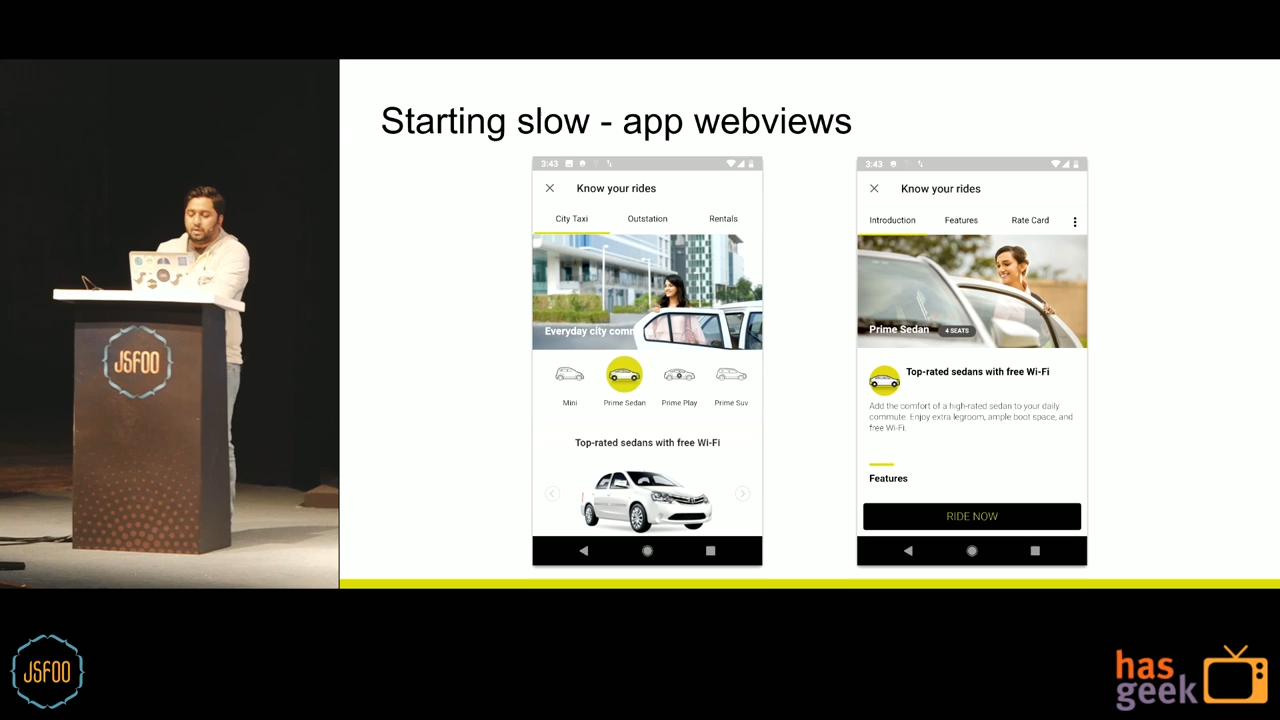 Starting slow - app webviews
3:43
Know your rides
City Taxi
Outstation
Rentals
Everyday city comm
Mini
Prime Sedan
Prime Play
Prime Suv
Top-rated sedans with free Wi-Fi
3:43
Know your rides
Introduction
Features
Rate Card
Prime Sedan
4 SEATS
Top-rated sedans with free Wi-Fi
Add the comfort of a high-rated sedan to your daily
commute. Enjoy extra legroom, ample boot space, and
free Wi-Fi.
Features
RIDE NOW
JSFOO
JSFOO
has
geek